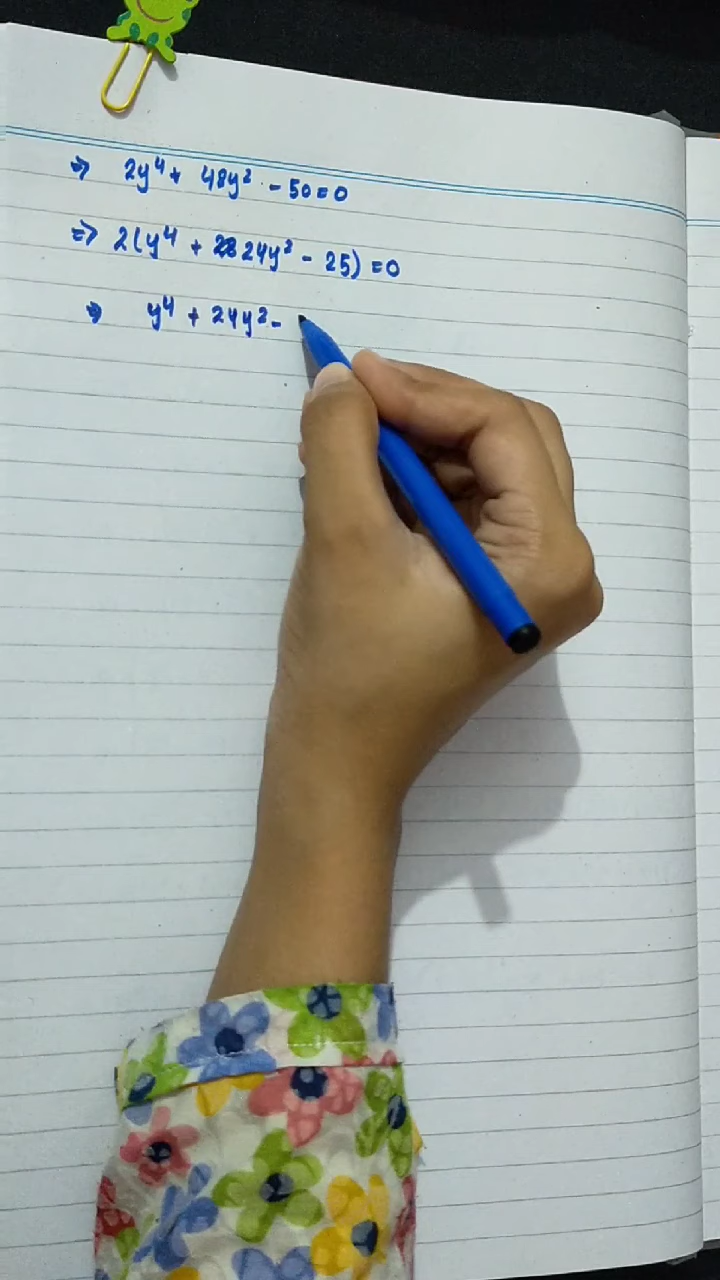 ⇒ 2y⁴ + 48y² - 50 = 0
⇒ 2(y⁴ + 24y² - 25) = 0
⇒ y⁴ + 24y² -